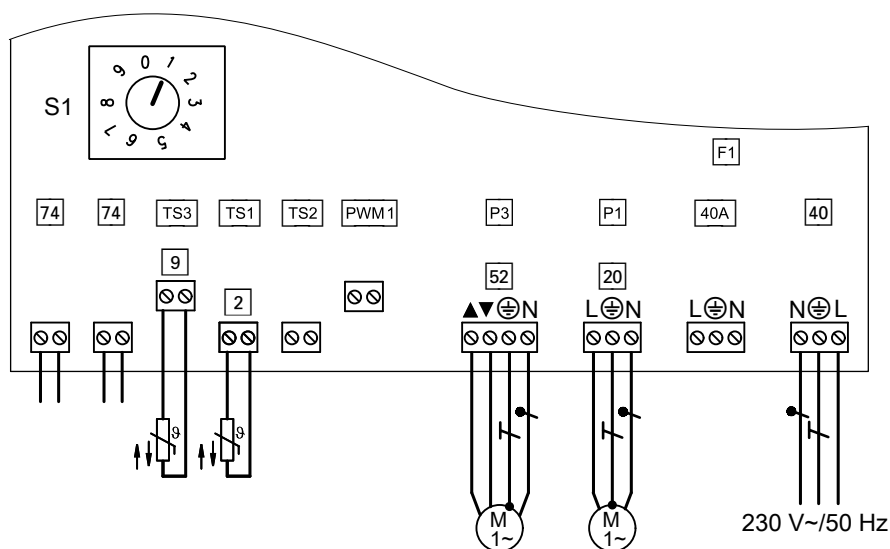 S1
0 1 2 3 4 5 6 7 8 9
F1
74 74 TS3 TS1 TS2 PWM1 P3 P1 40A 40
9 52 20
2
▲▼⏚N L⏚N L⏚N N⏚L
ϑ ϑ
M M
1~ 1~
230 V~/50 Hz